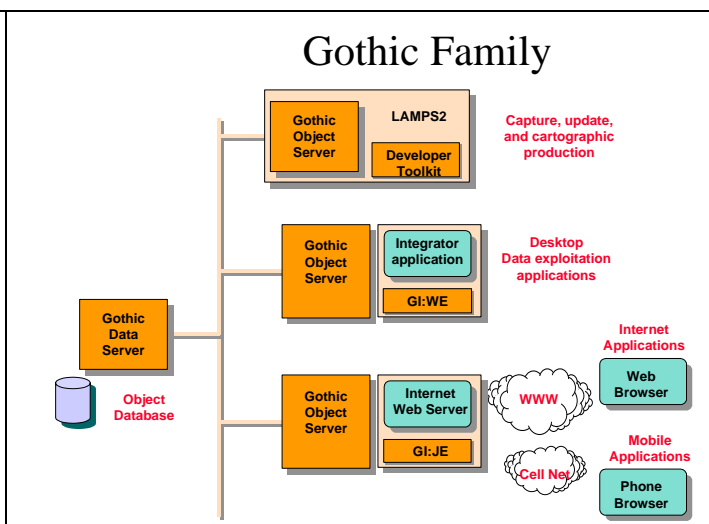 Gothic Family
Gothic
Object
Server
LAMPS2
Developer
Toolkit
Capture, update,
and cartographic
production
Gothic
Object
Server
Integrator
application
GI:WE
Desktop
Data exploitation
applications
Gothic
Data
Server
Object
Database
Gothic
Object
Server
Internet
Web Server
GI:JE
WWW
Cell Net
Internet
Applications
Web
Browser
Mobile
Applications
Phone
Browser